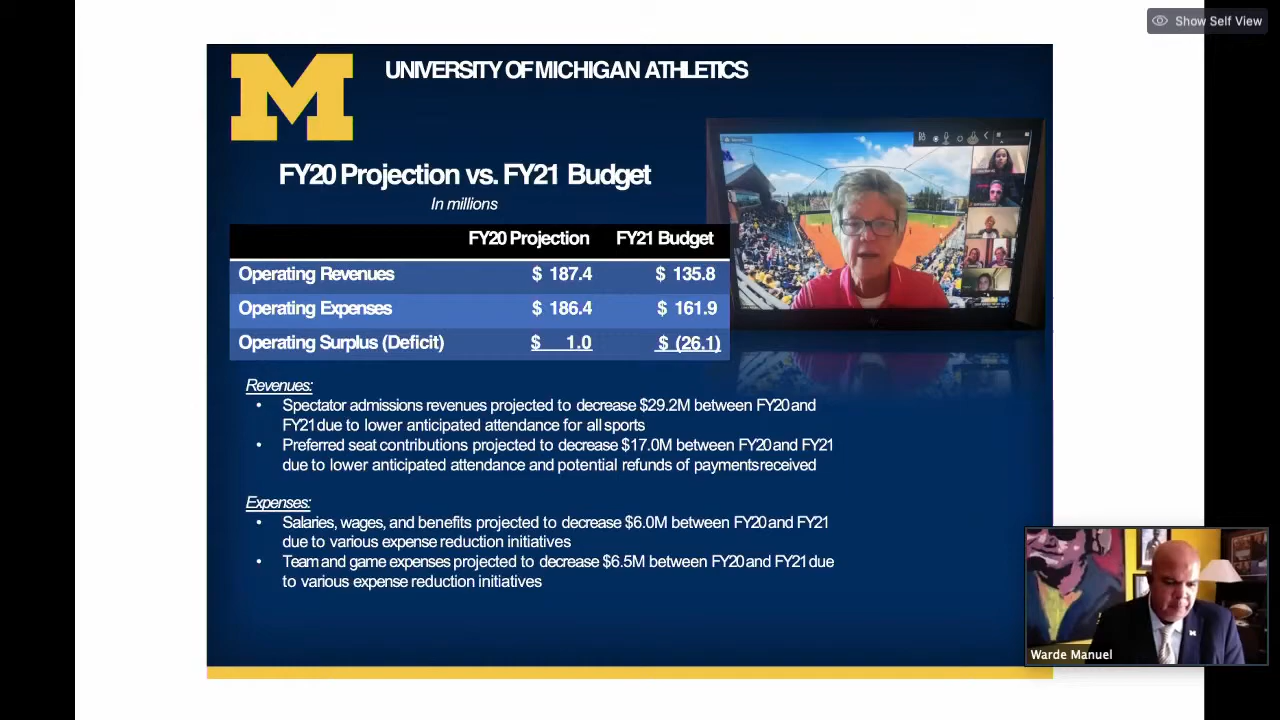 Show Self View
M
UNIVERSITY OF MICHIGAN ATHLETICS
FY20 Projection vs. FY21 Budget
In millions
FY20 Projection FY21 Budget
Operating Revenues $ 187.4 $ 135.8
Operating Expenses $ 186.4 $ 161.9
Operating Surplus (Deficit) $ 1.0 $ (26.1)
Revenues:
• Spectator admissions revenues projected to decrease $29.2M between FY20 and
FY21 due to lower anticipated attendance for all sports
• Preferred seat contributions projected to decrease $17.0M between FY20 and FY21
due to lower anticipated attendance and potential refunds of payments received
Expenses:
• Salaries, wages, and benefits projected to decrease $6.0M between FY20 and FY21
due to various expense reduction initiatives
• Team and game expenses projected to decrease $6.5M between FY20 and FY21 due
to various expense reduction initiatives
Warde Manuel